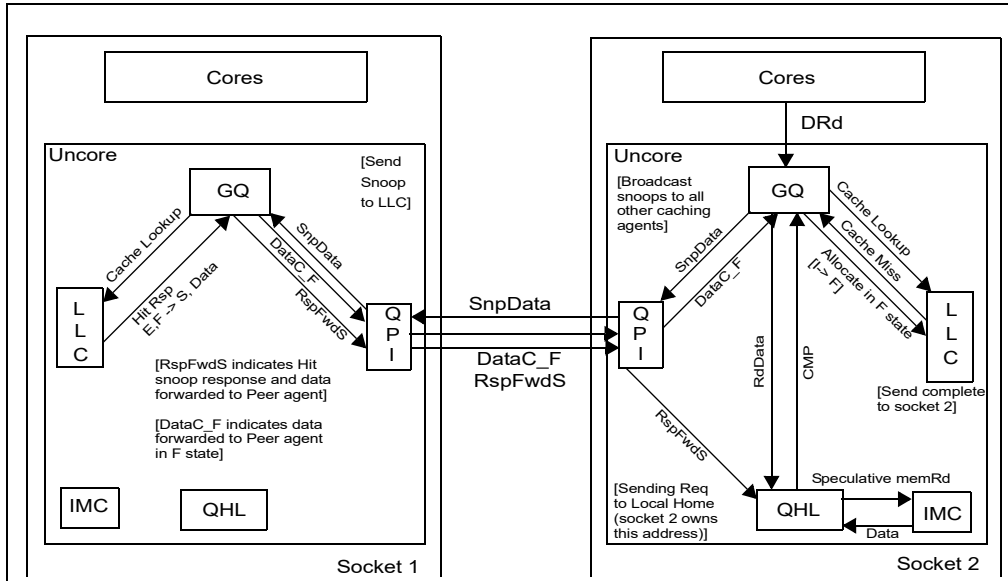 Cores
Uncore
[Send
Snoop
to LLC]
GQ
Cache Lookup
Hit Rsp
E,F -> S, Data
SnpData
DataC_F
RspFwdS
L
L
C
Q
P
I
[RspFwdS indicates Hit
snoop response and data
forwarded to Peer agent]
[DataC_F indicates data
forwarded to Peer agent
in F state]
IMC
QHL
Socket 1
SnpData
DataC_F
RspFwdS
Cores
DRd
Uncore
[Broadcast
snoops to all
other caching
agents]
GQ
SnpData
DataC_F
Cache Lookup
Cache Miss
Allocate in F state
[I-> F]
Q
P
I
L
L
C
RdData
CMP
[Send complete
to socket 2]
RspFwdS
[Sending Req
to Local Home
(socket 2 owns
this address)]
QHL
Speculative memRd
Data
IMC
Socket 2